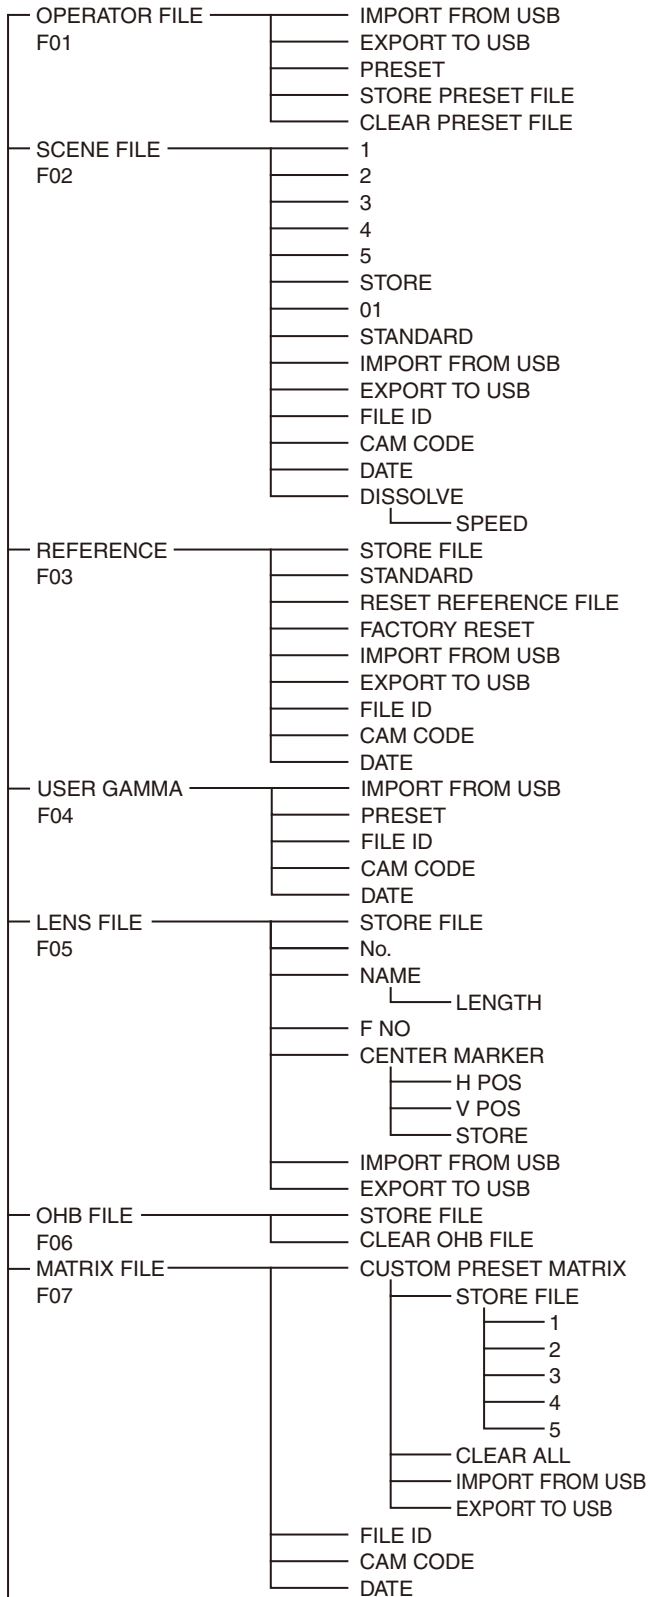 OPERATOR FILE
F01
IMPORT FROM USB
EXPORT TO USB
PRESET
STORE PRESET FILE
CLEAR PRESET FILE
SCENE FILE
F02
1
2
3
4
5
STORE
01
STANDARD
IMPORT FROM USB
EXPORT TO USB
FILE ID
CAM CODE
DATE
DISSOLVE
SPEED
REFERENCE
F03
STORE FILE
STANDARD
RESET REFERENCE FILE
FACTORY RESET
IMPORT FROM USB
EXPORT TO USB
FILE ID
CAM CODE
DATE
USER GAMMA
F04
IMPORT FROM USB
PRESET
FILE ID
CAM CODE
DATE
LENS FILE
F05
STORE FILE
No.
NAME
LENGTH
F NO
CENTER MARKER
H POS
V POS
STORE
IMPORT FROM USB
EXPORT TO USB
OHB FILE
F06
STORE FILE
CLEAR OHB FILE
MATRIX FILE
F07
CUSTOM PRESET MATRIX
STORE FILE
1
2
3
4
5
CLEAR ALL
IMPORT FROM USB
EXPORT TO USB
FILE ID
CAM CODE
DATE